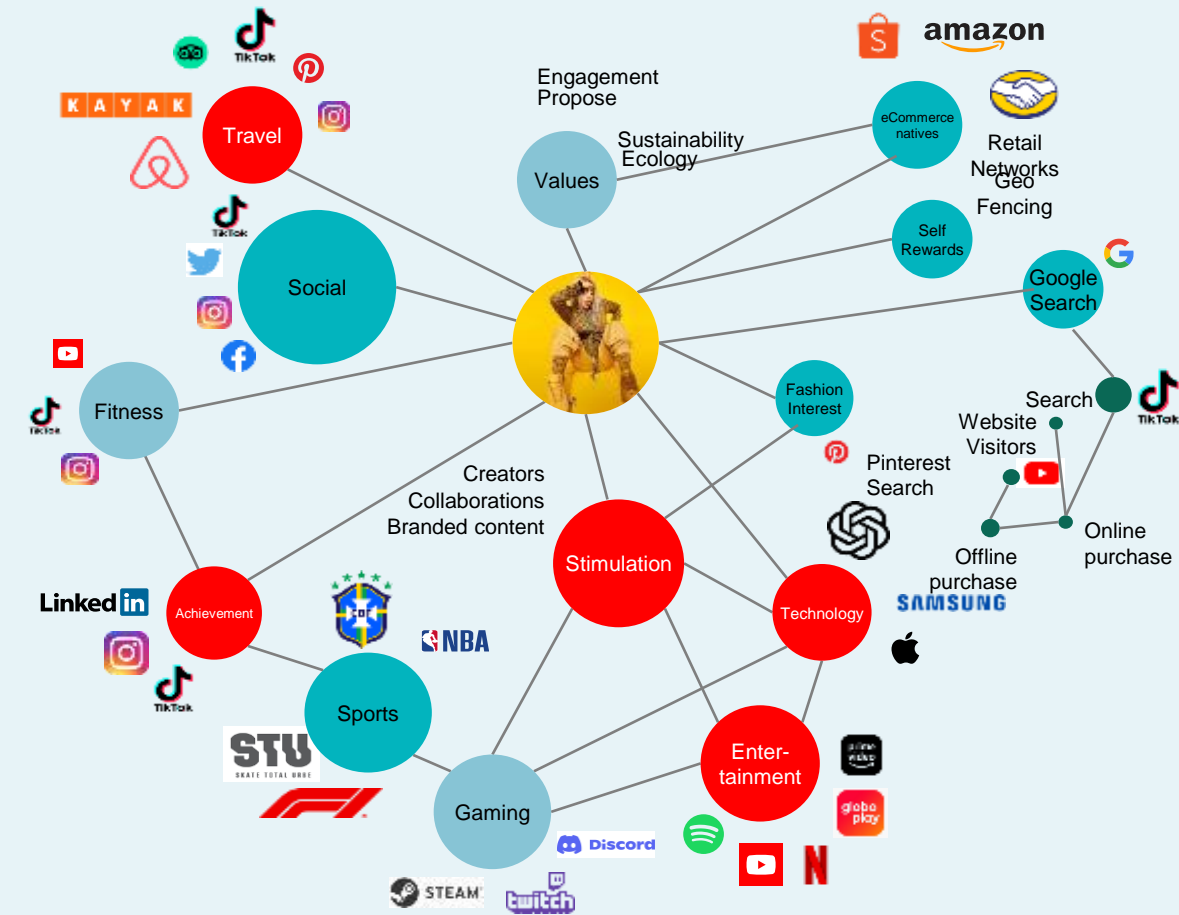 TikTok
KAYAK
Travel
Engagement
Propose
Sustainability
Ecology
Values
amazon
S
eCommerce
natives
Retail
Networks
Geo
Fencing
Self
Rewards
TikTok
Social
Google
Search
G
Fitness
TikTok
Fashion
Interest
Search
TikTok
Website
Visitors
Pinterest
Search
Creators
Collaborations
Branded content
Online
purchase
Offline
purchase
Stimulation
Technology
SAMSUNG
Linked in
Achievement
TikTok
CBF
NBA
Sports
STU
SKATE TOTAL URBE
Enter-
tainment
prime
video
globo
play
Gaming
Discord
STEAM
twitch
N